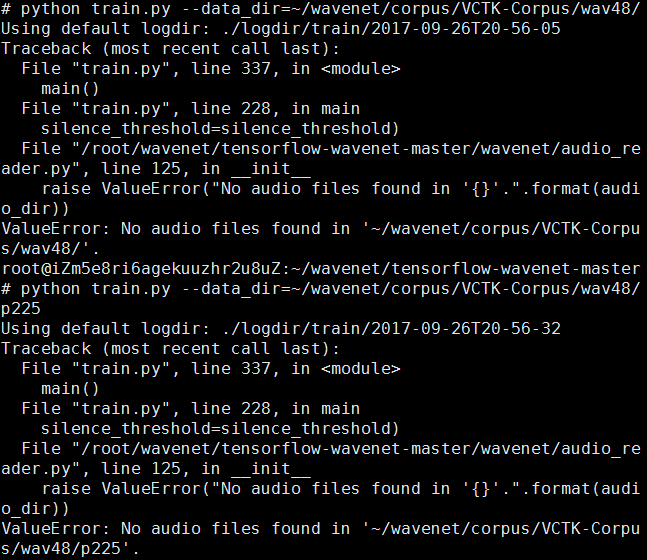 # python train.py --data_dir=~/wavenet/corpus/VCTK-Corpus/wav48/
Using default logdir: ./logdir/train/2017-09-26T20-56-05
Traceback (most recent call last):
  File "train.py", line 337, in <module>
    main()
  File "train.py", line 228, in main
    silence_threshold=silence_threshold)
  File "/root/wavenet/tensorflow-wavenet-master/wavenet/audio_re
ader.py", line 125, in __init__
    raise ValueError("No audio files found in '{}'.".format(audi
o_dir))
ValueError: No audio files found in '~/wavenet/corpus/VCTK-Corpu
s/wav48/'.
root@iZm5e8ri6agekuuzhr2u8uZ:~/wavenet/tensorflow-wavenet-master
# python train.py --data_dir=~/wavenet/corpus/VCTK-Corpus/wav48/
p225
Using default logdir: ./logdir/train/2017-09-26T20-56-32
Traceback (most recent call last):
  File "train.py", line 337, in <module>
    main()
  File "train.py", line 228, in main
    silence_threshold=silence_threshold)
  File "/root/wavenet/tensorflow-wavenet-master/wavenet/audio_re
ader.py", line 125, in __init__
    raise ValueError("No audio files found in '{}'.".format(audi
o_dir))
ValueError: No audio files found in '~/wavenet/corpus/VCTK-Corpu
s/wav48/p225'.